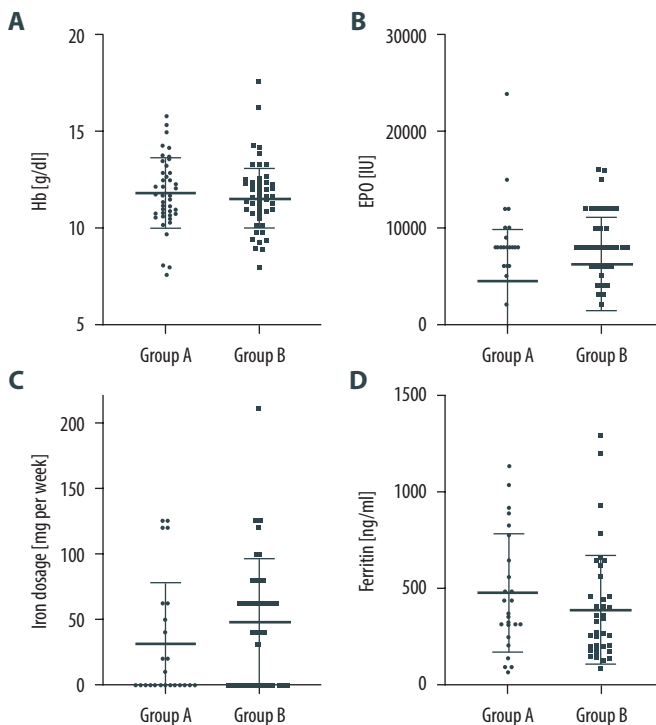 A
Hb [g/dl]
20
15
10
5
Group A
Group B
B
EPO [IU]
30000
20000
10000
0
Group A
Group B
C
Iron dosage [mg per week]
200
150
100
50
0
Group A
Group B
D
Ferritin [ng/ml]
1500
1000
500
0
Group A
Group B